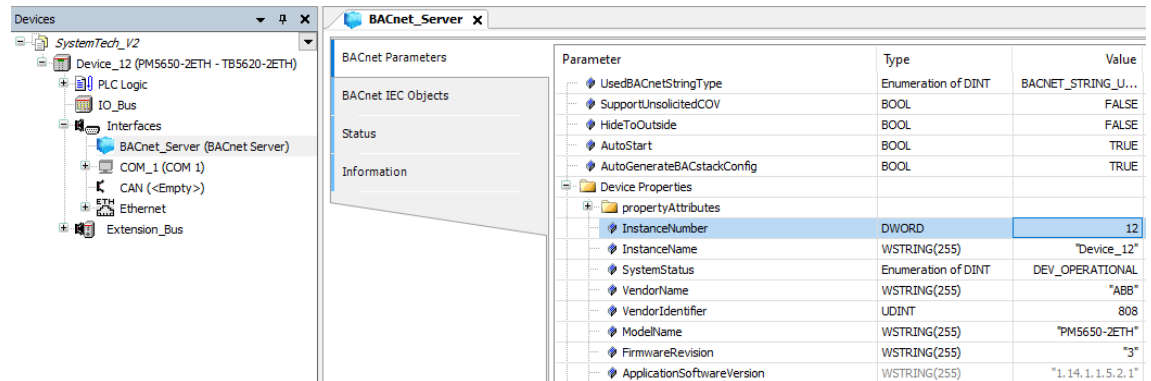 Devices
SystemTech_V2
Device_12 (PM5650-2ETH - TB5620-2ETH)
PLC Logic
IO_Bus
Interfaces
BACnet_Server (BACnet Server)
COM_1 (COM 1)
CAN (<Empty>)
ETH Ethernet
Extension_Bus
BACnet_Server
BACnet Parameters
BACnet IEC Objects
Status
Information
Parameter Type Value
UsedBACnetStringType Enumeration of DINT BACNET_STRING_U...
SupportUnsolicitedCOV BOOL FALSE
HideToOutside BOOL FALSE
AutoStart BOOL TRUE
AutoGenerateBACstackConfig BOOL TRUE
Device Properties
propertyAttributes
InstanceNumber DWORD 12
InstanceName WSTRING(255) "Device_12"
SystemStatus Enumeration of DINT DEV_OPERATIONAL
VendorName WSTRING(255) "ABB"
VendorIdentifier UDINT 808
ModelName WSTRING(255) "PM5650-2ETH"
FirmwareRevision WSTRING(255) "3"
ApplicationSoftwareVersion WSTRING(255) "1.14.1.1.5.2.1"